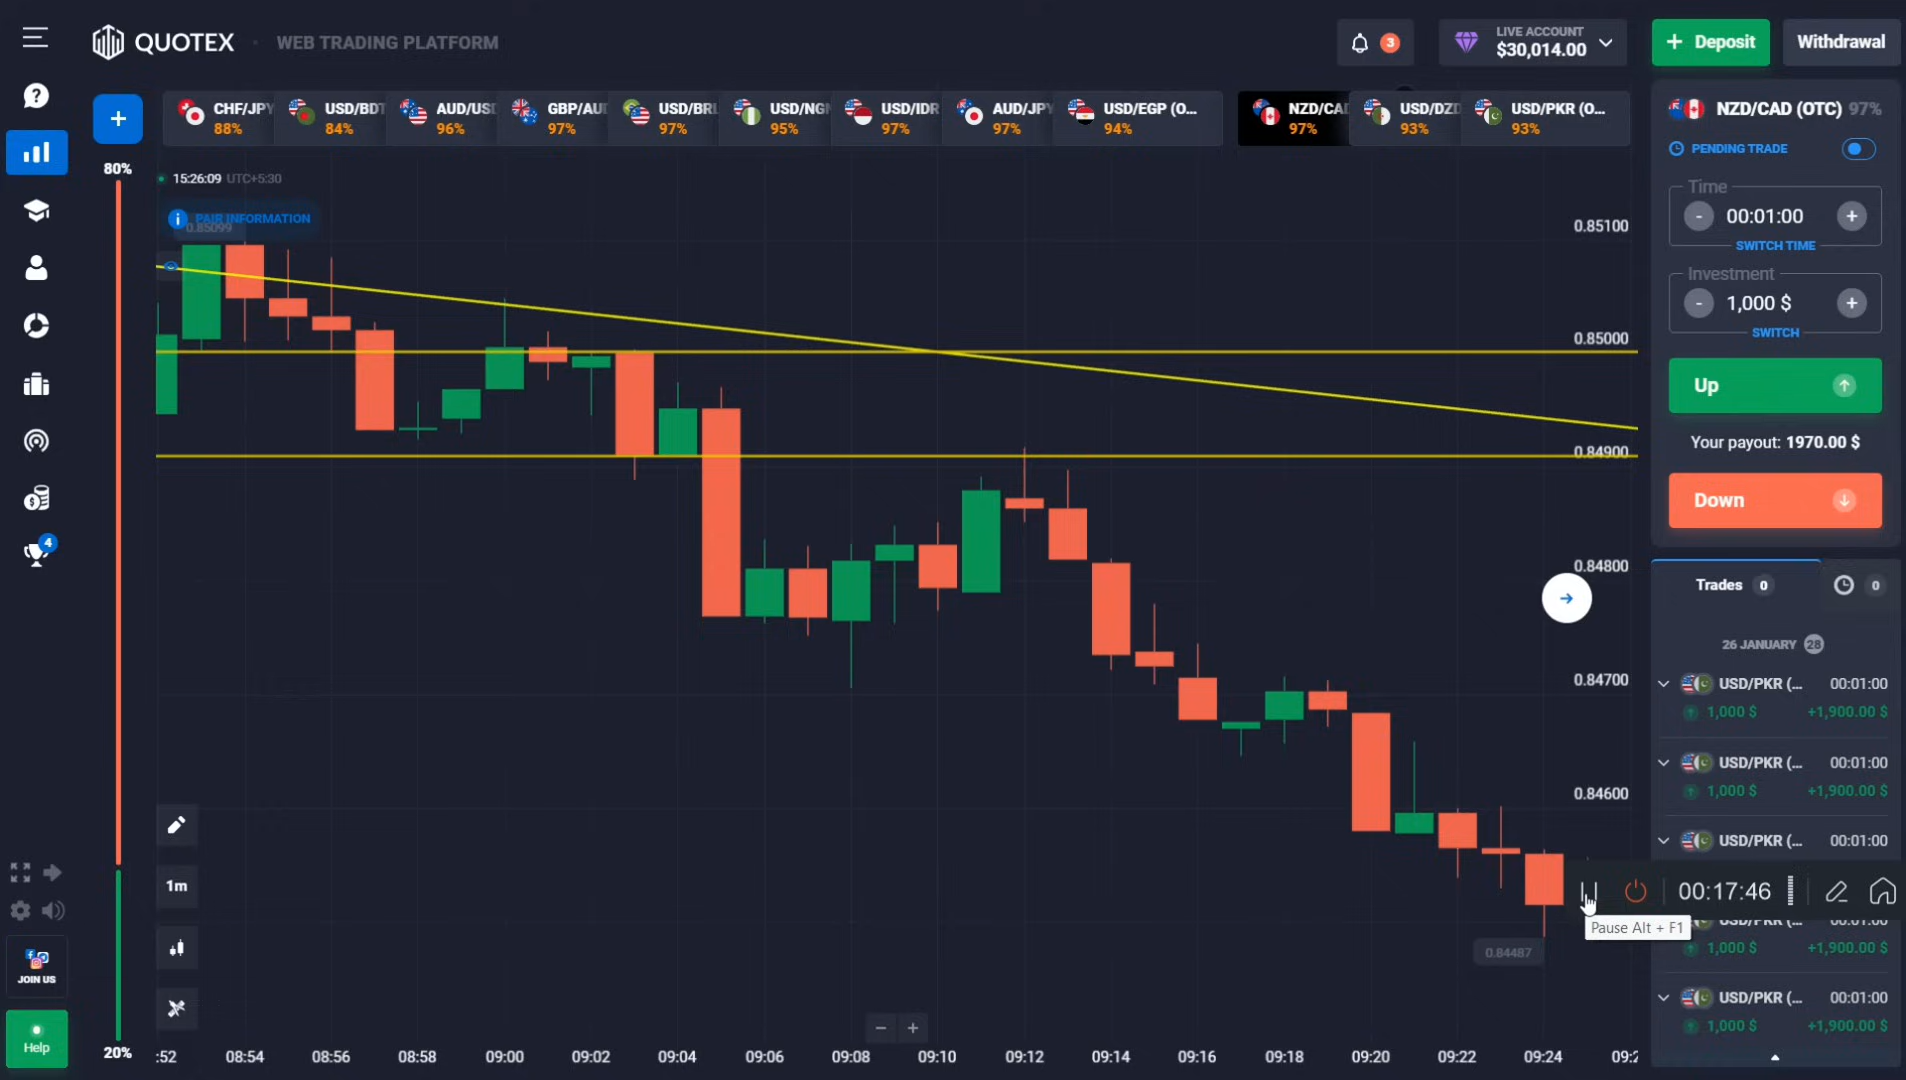 QUOTEX
WEB TRADING PLATFORM
3
LIVE ACCOUNT
$30,014.00
+ Deposit
Withdrawal
+
CHF/JPY
88%
USD/BDT
84%
AUD/USD
96%
GBP/AUD
97%
USD/BRL
97%
USD/NGN
95%
USD/IDR
97%
AUD/JPY
97%
USD/EGP (O...
94%
NZD/CAD
97%
USD/DZD
93%
USD/PKR (O...
93%
80%
15:26:09 UTC+5:30
PAIR INFORMATION
0.85099
0.85100
0.85000
0.84900
0.84800
0.84700
0.84600
0.84487
NZD/CAD (OTC) 97%
PENDING TRADE
Time
- 00:01:00 +
SWITCH TIME
Investment
- 1,000 $ +
SWITCH
Up
Your payout: 1970.00 $
Down
Trades 0
0
26 JANUARY 28
USD/PKR (... 00:01:00
1,000 $ +1,900.00 $
USD/PKR (... 00:01:00
1,000 $ +1,900.00 $
USD/PKR (... 00:01:00
00:17:46
Pause Alt + F1
USD/PKR (... 00:01:00
1,000 $ +1,900.00 $
USD/PKR (... 00:01:00
1,000 $ +1,900.00 $
4
JOIN US
Help
20%
1m
− +
:52 08:54 08:56 08:58 09:00 09:02 09:04 09:06 09:08 09:10 09:12 09:14 09:16 09:18 09:20 09:22 09:24 09:2